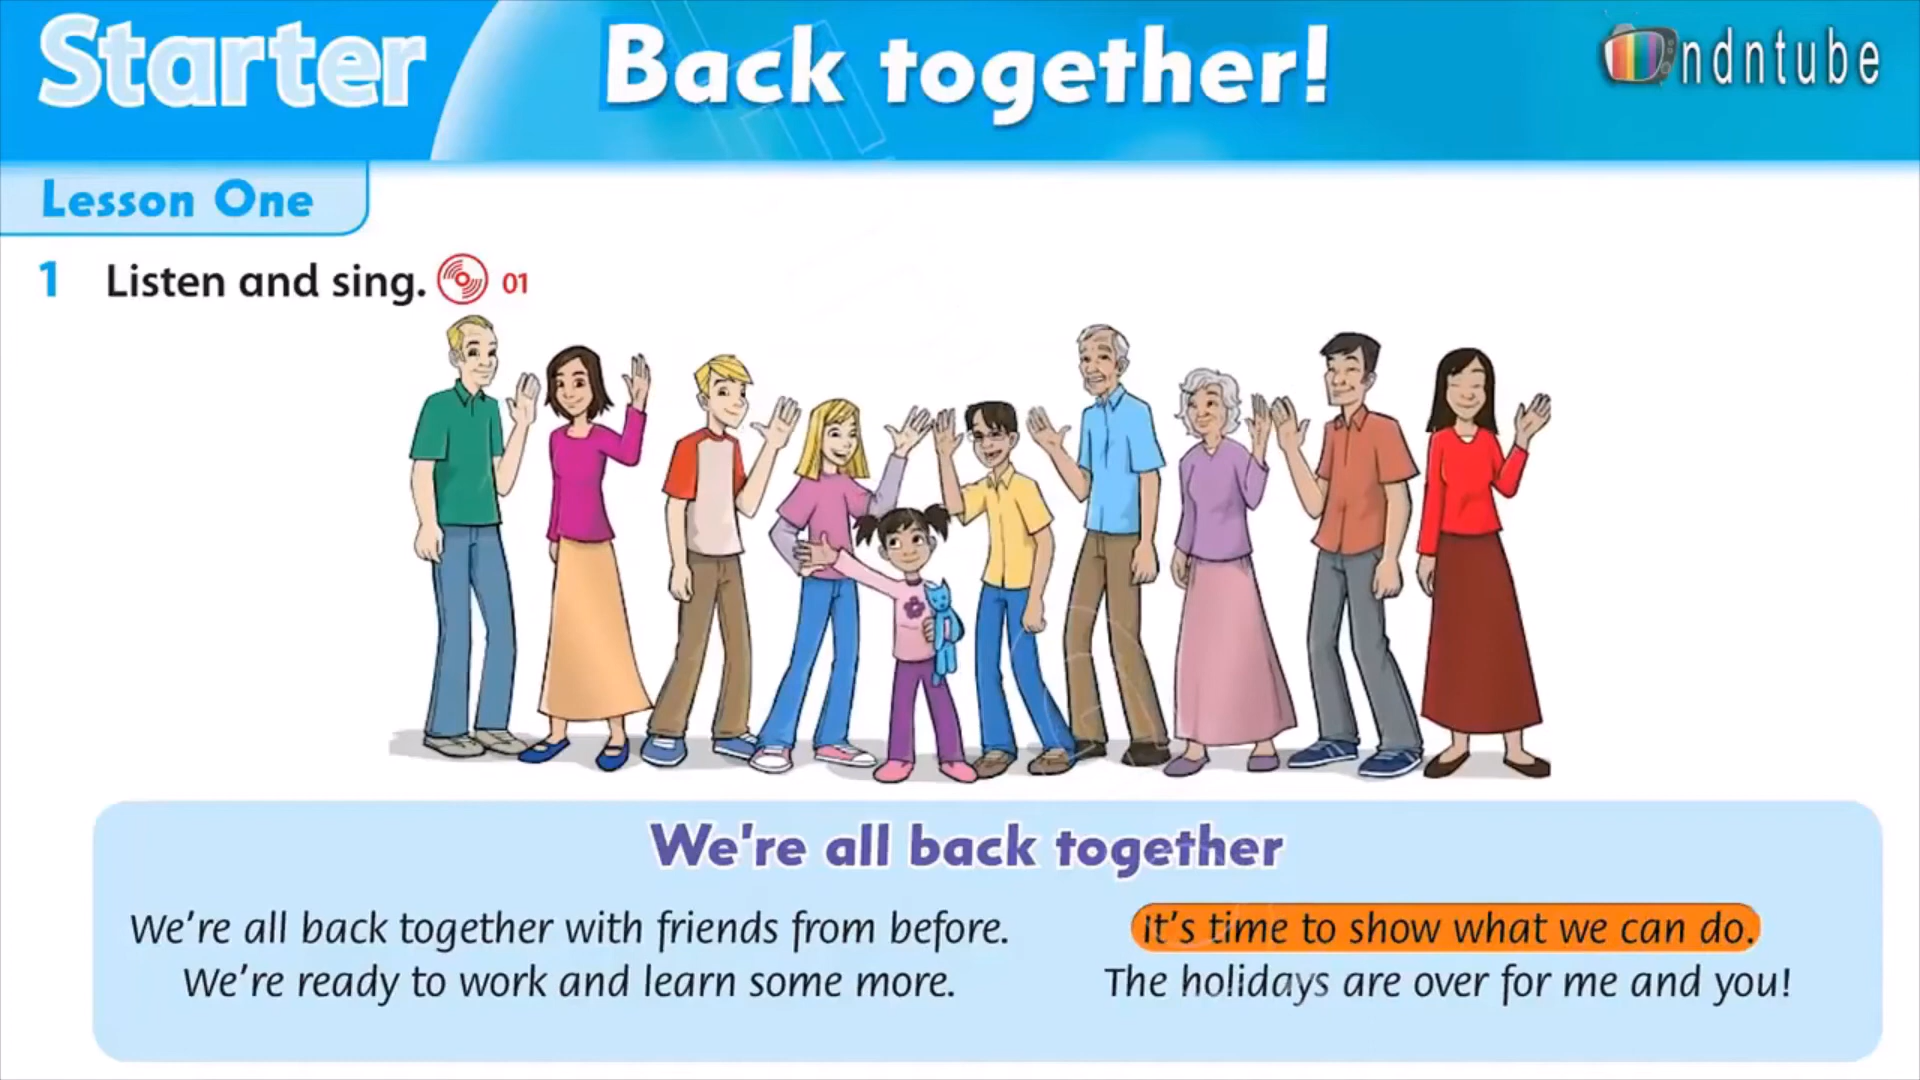 Starter
Back together!
ndntube
Lesson One
1 Listen and sing. 01
We're all back together
We're all back together with friends from before.
We're ready to work and learn some more.
It's time to show what we can do.
The holidays are over for me and you!